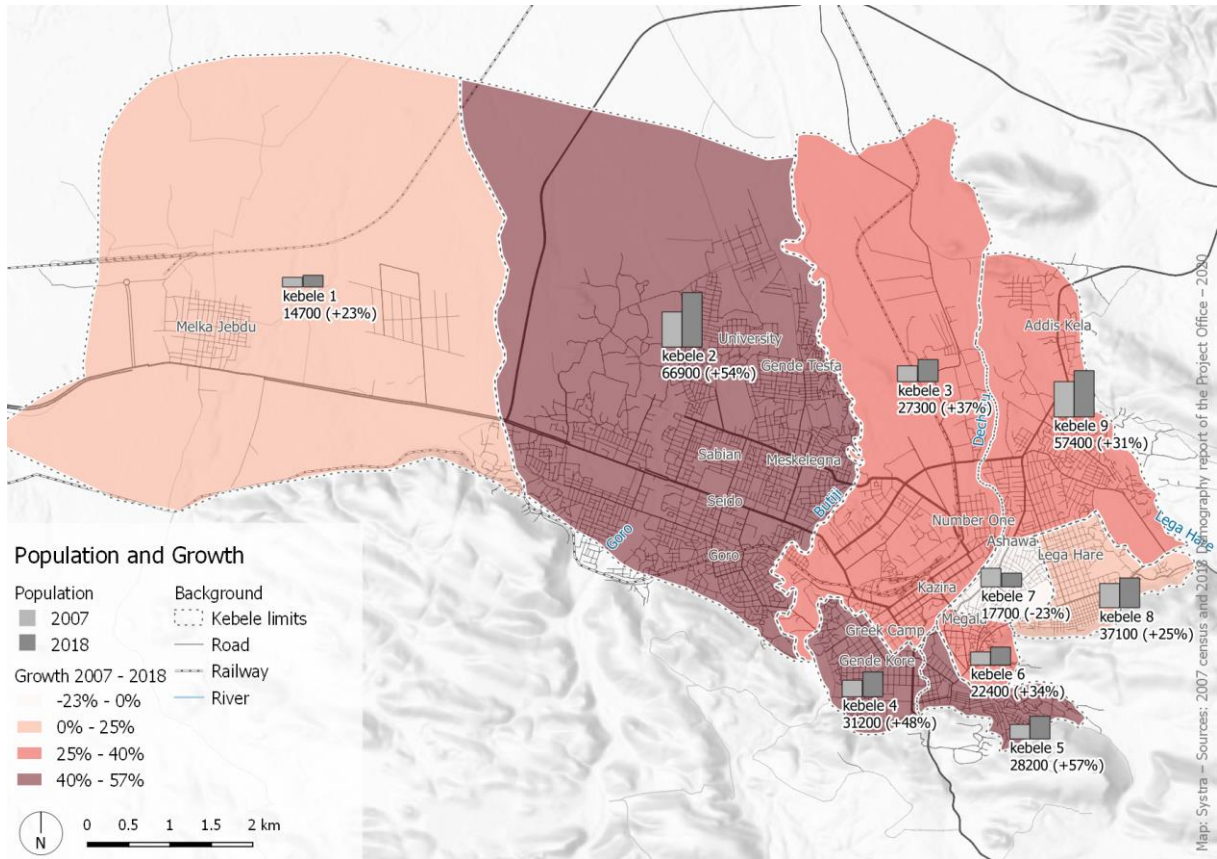 kebele 1
14700 (+23%)
Melka Jebdu
kebele 2
66900 (+54%)
University
Gende Tesfa
Sabian
Meskelegna
Seido
Goro
Goro
Butiji
kebele 3
27300 (+37%)
Dechatu
Addis Kela
kebele 9
57400 (+31%)
Number One
Ashawa
Lega Hare
Lega Hare
Kazira
kebele 7
17700 (-23%)
kebele 8
37100 (+25%)
Megala
Greek Camp
Gende Kore
kebele 6
22400 (+34%)
kebele 4
31200 (+48%)
kebele 5
28200 (+57%)
Population and Growth
Population
2007
2018
Growth 2007 - 2018
-23% - 0%
0% - 25%
25% - 40%
40% - 57%
Background
Kebele limits
Road
Railway
River
N
0 0.5 1 1.5 2 km
Map: Systra – Sources: 2007 census and 2018 Demography report of the Project Office – 2020